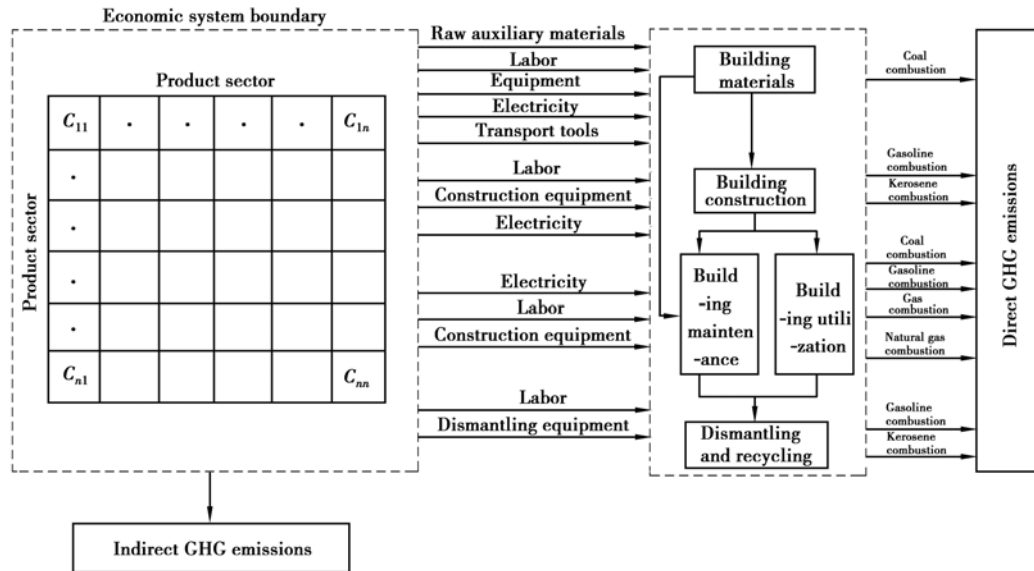 Economic system boundary
Product sector
Product sector
C11 . . . . C1n
.
.
.
.
Cn1 Cnn
Indirect GHG emissions
Raw auxiliary materials
Labor
Equipment
Electricity
Transport tools
Labor
Construction equipment
Electricity
Electricity
Labor
Construction equipment
Labor
Dismantling equipment
Building
materials
Building
construction
Build
-ing
mainten
-ance
Build
-ing utili
-zation
Dismantling
and recycling
Coal
combustion
Gasoline
combustion
Kerosene
combustion
Coal
combustion
Gasoline
combustion
Gas
combustion
Natural gas
combustion
Gasoline
combustion
Kerosene
combustion
Direct GHG emissions